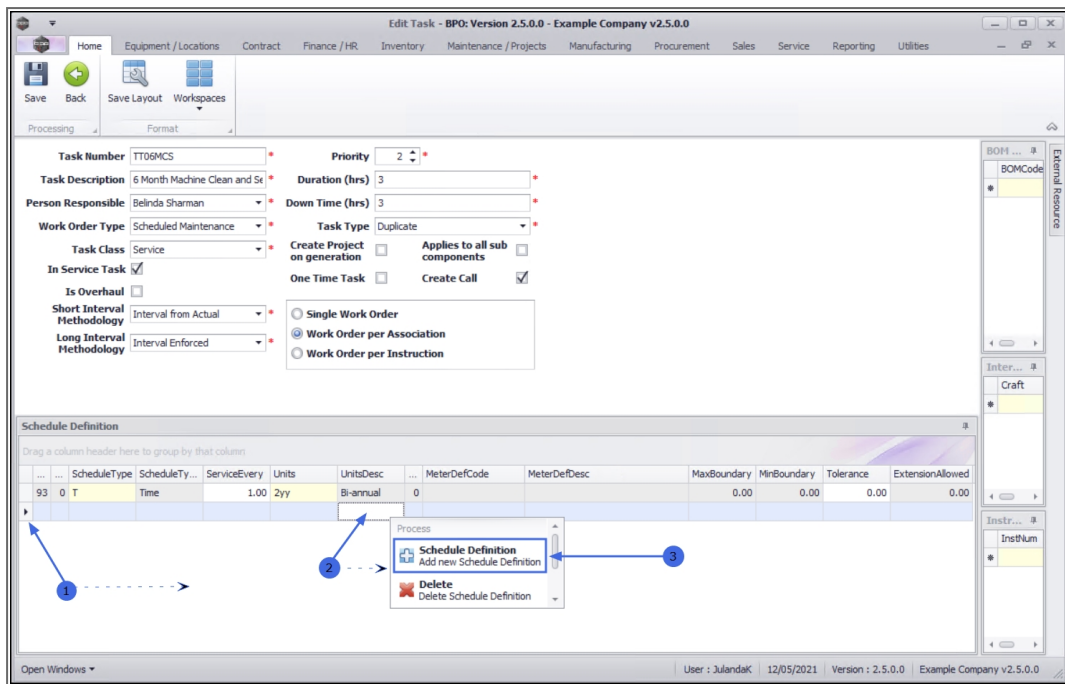 Edit Task - BPO: Version 2.5.0.0 - Example Company v2.5.0.0
Home Equipment / Locations Contract Finance / HR Inventory Maintenance / Projects Manufacturing Procurement Sales Service Reporting Utilities
Save Back Save Layout Workspaces
Processing Format
Task Number TT06MCS * Priority 2 *
Task Description 6 Month Machine Clean and Se * Duration (hrs) 3 *
Person Responsible Belinda Sharman * Down Time (hrs) 3 *
Work Order Type Scheduled Maintenance * Task Type Duplicate *
Task Class Service * Create Project on generation Applies to all sub components
In Service Task One Time Task Create Call
Is Overhaul
Short Interval Methodology Interval from Actual * Single Work Order
Work Order per Association
Long Interval Methodology Interval Enforced * Work Order per Instruction
BOM ...
BOMCode
External Resource
Inter...
Craft
Instr...
InstNum
Schedule Definition
Drag a column header here to group by that column
... ... ScheduleType ScheduleTy... ServiceEvery Units UnitsDesc ... MeterDefCode MeterDefDesc MaxBoundary MinBoundary Tolerance ExtensionAllowed
93 0 T Time 1.00 2yy Bi-annual 0 0.00 0.00 0.00 0.00
Process
Schedule Definition
Add new Schedule Definition
Delete
Delete Schedule Definition
1
2
3
Open Windows User : JulandaK 12/05/2021 Version : 2.5.0.0 Example Company v2.5.0.0